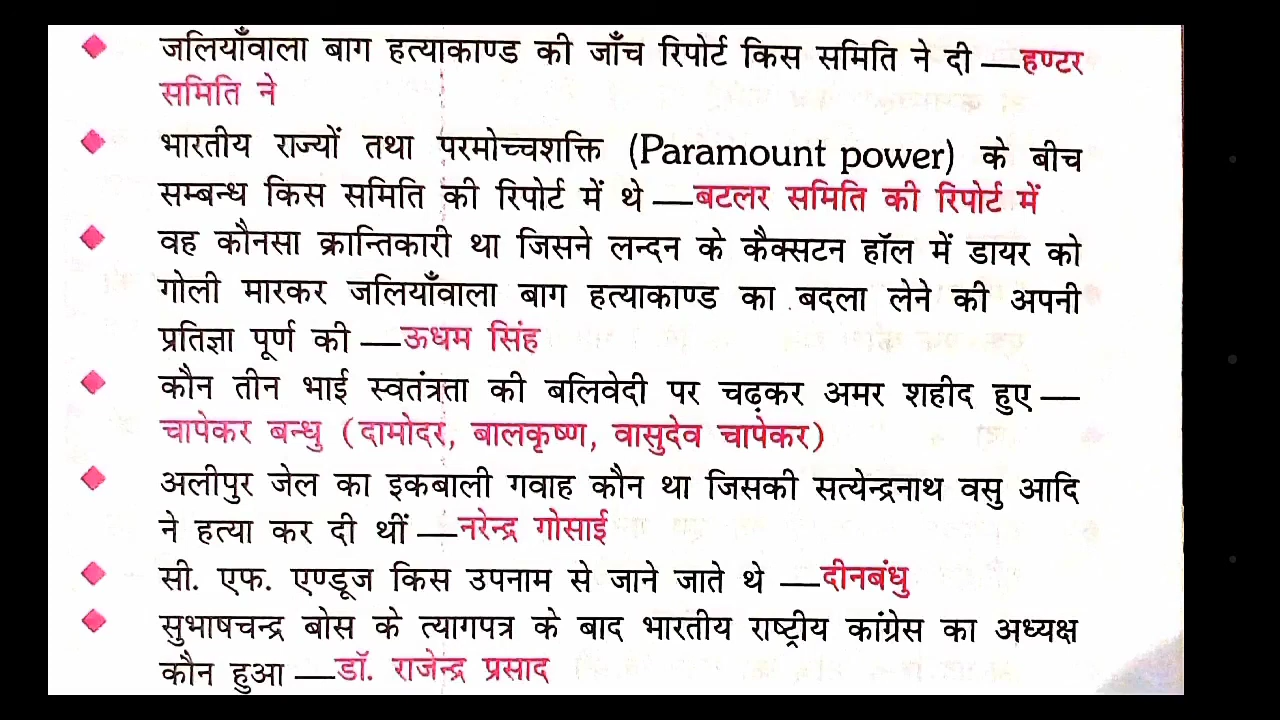 जलियाँवाला बाग हत्याकाण्ड की जाँच रिपोर्ट किस समिति ने दी —हण्टर
समिति ने
भारतीय राज्यों तथा परमोच्चशक्ति (Paramount power) के बीच
सम्बन्ध किस समिति की रिपोर्ट में थे —बटलर समिति की रिपोर्ट में
वह कौनसा क्रान्तिकारी था जिसने लन्दन के कैक्सटन हॉल में डायर को
गोली मारकर जलियाँवाला बाग हत्याकाण्ड का बदला लेने की अपनी
प्रतिज्ञा पूर्ण की —ऊधम सिंह
कौन तीन भाई स्वतंत्रता की बलिवेदी पर चढ़कर अमर शहीद हुए —
चापेकर बन्धु (दामोदर, बालकृष्ण, वासुदेव चापेकर)
अलीपुर जेल का इकबाली गवाह कौन था जिसकी सत्येन्द्रनाथ वसु आदि
ने हत्या कर दी थीं —नरेन्द्र गोसाई
सी. एफ. एण्डूज किस उपनाम से जाने जाते थे —दीनबंधु
सुभाषचन्द्र बोस के त्यागपत्र के बाद भारतीय राष्ट्रीय कांग्रेस का अध्यक्ष
कौन हुआ —डॉ. राजेन्द्र प्रसाद